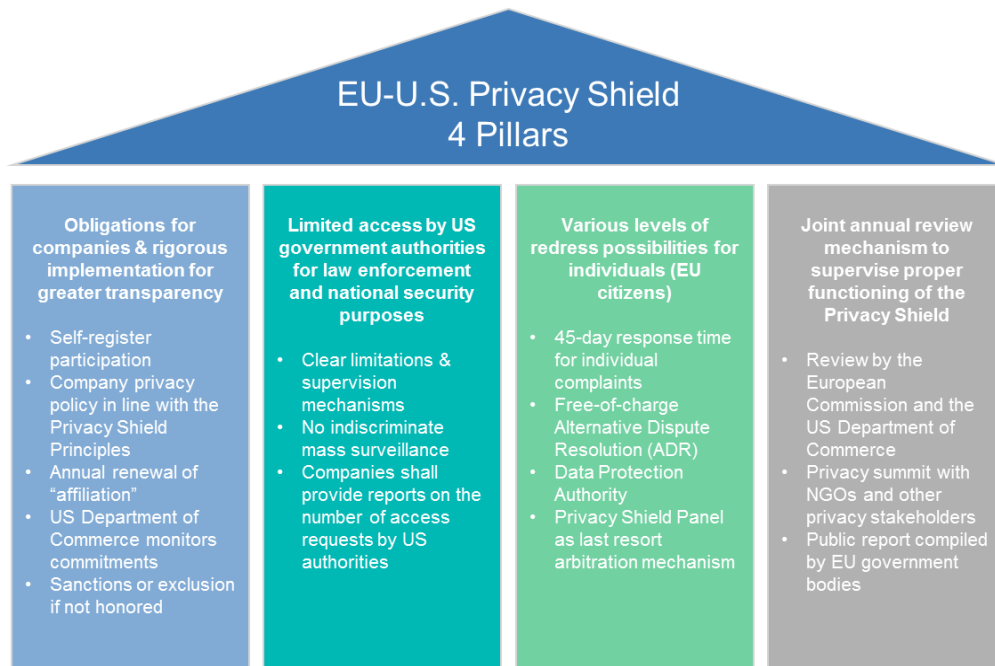 EU-U.S. Privacy Shield
4 Pillars
Obligations for
companies & rigorous
implementation for
greater transparency
• Self-register
participation
• Company privacy
policy in line with the
Privacy Shield
Principles
• Annual renewal of
“affiliation”
• US Department of
Commerce monitors
commitments
• Sanctions or exclusion
if not honored
Limited access by US
government authorities
for law enforcement
and national security
purposes
• Clear limitations &
supervision
mechanisms
• No indiscriminate
mass surveillance
• Companies shall
provide reports on the
number of access
requests by US
authorities
Various levels of
redress possibilities for
individuals (EU
citizens)
• 45-day response time
for individual
complaints
• Free-of-charge
Alternative Dispute
Resolution (ADR)
• Data Protection
Authority
• Privacy Shield Panel
as last resort
arbitration mechanism
Joint annual review
mechanism to
supervise proper
functioning of the
Privacy Shield
• Review by the
European
Commission and the
US Department of
Commerce
• Privacy summit with
NGOs and other
privacy stakeholders
• Public report compiled
by EU government
bodies